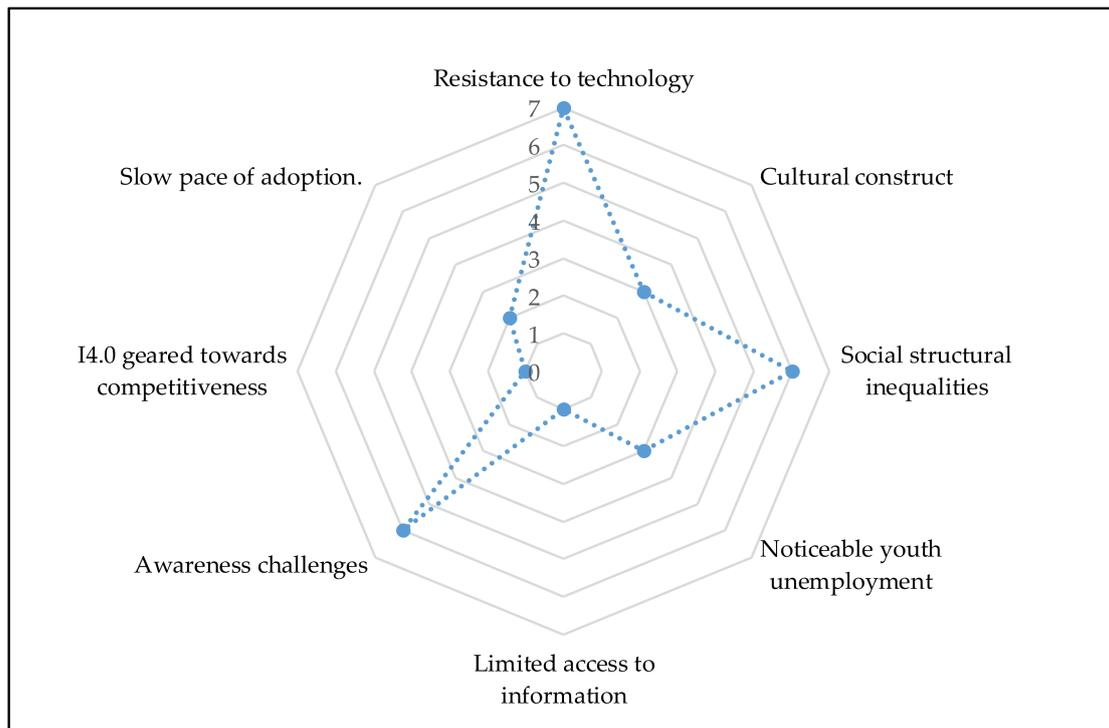 Resistance to technology
7
6
5
4
3
2
1
0
Cultural construct
Social structural
inequalities
Noticeable youth
unemployment
Limited access to
information
Awareness challenges
I4.0 geared towards
competitiveness
Slow pace of adoption.